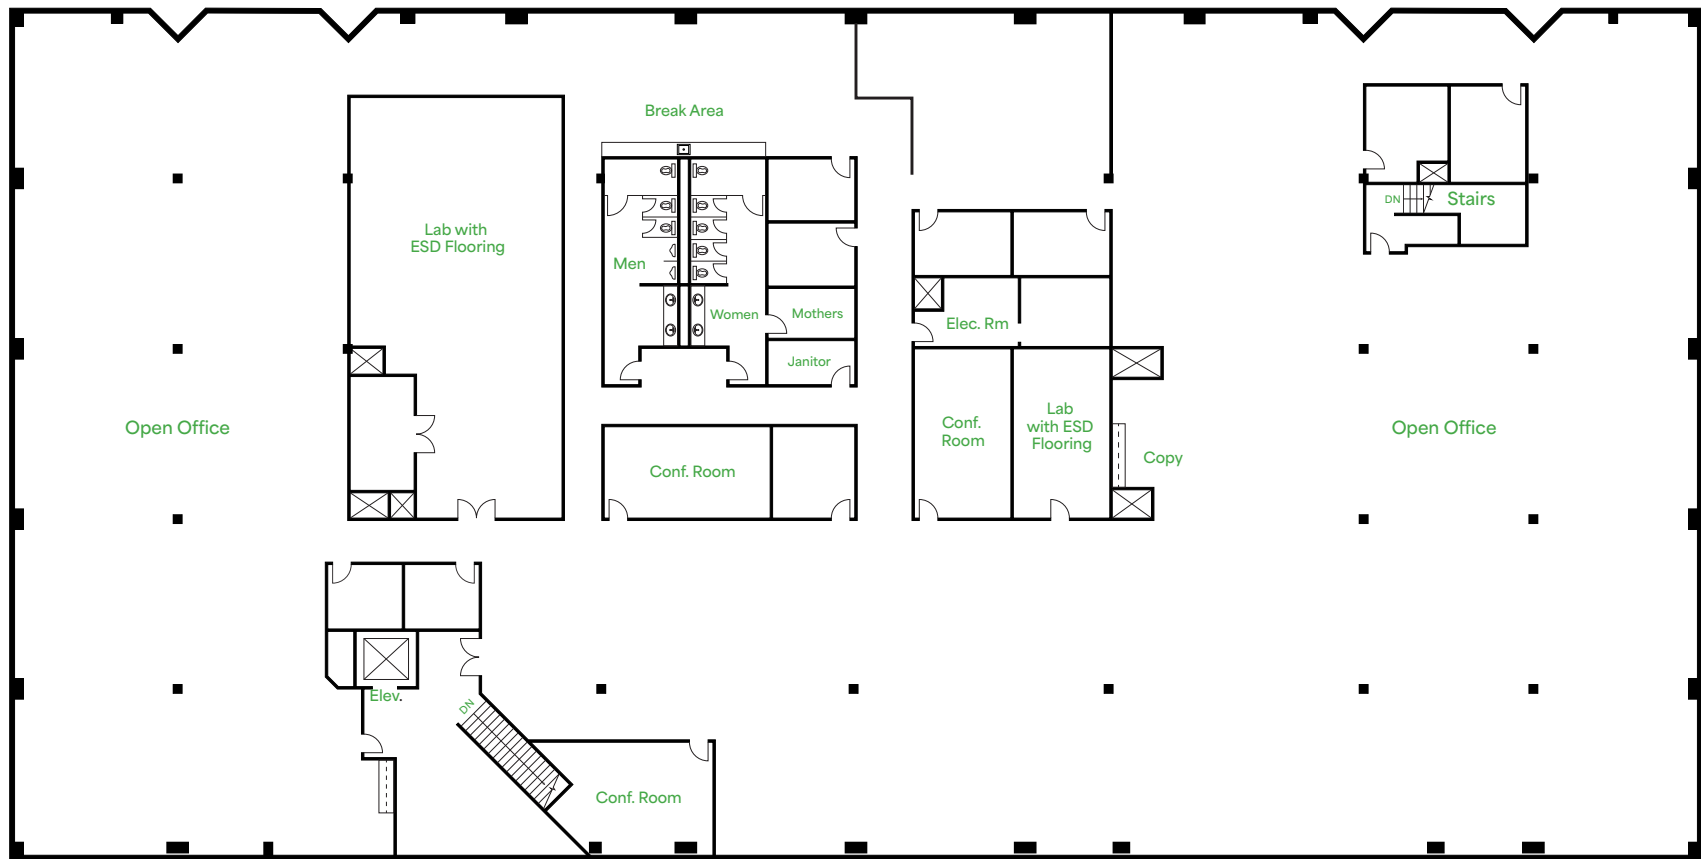 Break Area
DN
Stairs
Lab with
ESD Flooring
Men
Women
Mothers
Elec. Rm
Janitor
Open Office
Conf. Room
Conf.
Room
Lab
with ESD
Flooring
Copy
Open Office
Elev.
DN
Conf. Room